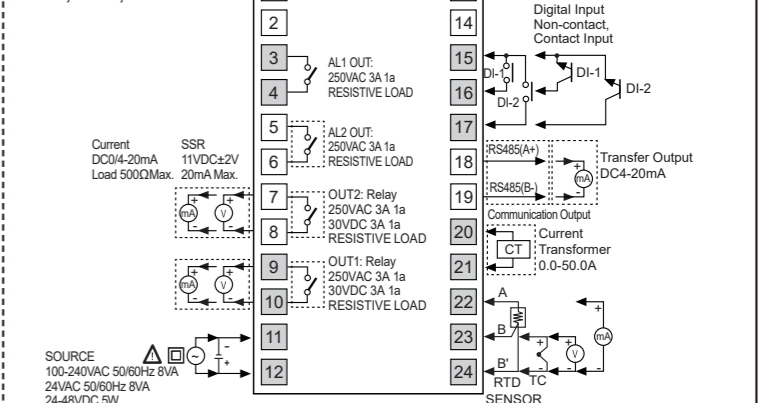 2
3
4
AL1 OUT:
250VAC 3A 1a
RESISTIVE LOAD
5
6
AL2 OUT:
250VAC 3A 1a
RESISTIVE LOAD
Current
DC0/4-20mA
Load 500ΩMax.
SSR
11VDC±2V
20mA Max.
mA
+
-
V
+
-
7
8
OUT2: Relay
250VAC 3A 1a
30VDC 3A 1a
RESISTIVE LOAD
mA
+
-
V
+
-
9
10
OUT1: Relay
250VAC 3A 1a
30VDC 3A 1a
RESISTIVE LOAD
SOURCE
100-240VAC 50/60Hz 8VA
24VAC 50/60Hz 8VA
24-48VDC 5W
~
-
+
11
12
14
Digital Input
Non-contact,
Contact Input
15
16
17
DI-1
DI-2
DI-1
DI-2
18
19
RS485(A+)
RS485(B-)
Communication Output
+
mA
-
Transfer Output
DC4-20mA
20
21
CT
Current
Transformer
0.0-50.0A
22
23
24
A
B
B'
RTD
+
-
TC
+
V
-
+
mA
-
SENSOR